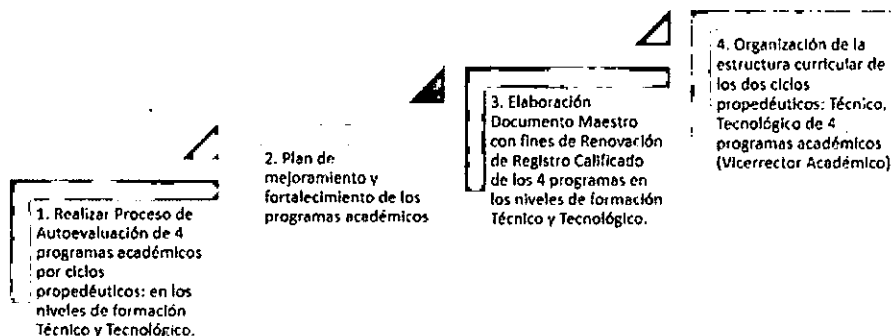 1. Realizar Proceso de
Autoevaluación de 4
programas académicos
por ciclos
propedéuticos: en los
niveles de formación
Técnico y Tecnológico.
2. Plan de
mejoramiento y
fortalecimiento de los
programas académicos
3. Elaboración
Documento Maestro
con fines de Renovación
de Registro Calificado
de los 4 programas en
los niveles de formación
Técnico y Tecnológico.
4. Organización de la
estructura curricular de
los dos ciclos
propedéuticos: Técnico,
Tecnológico de 4
programas académicos
(Vicerrector Académico)